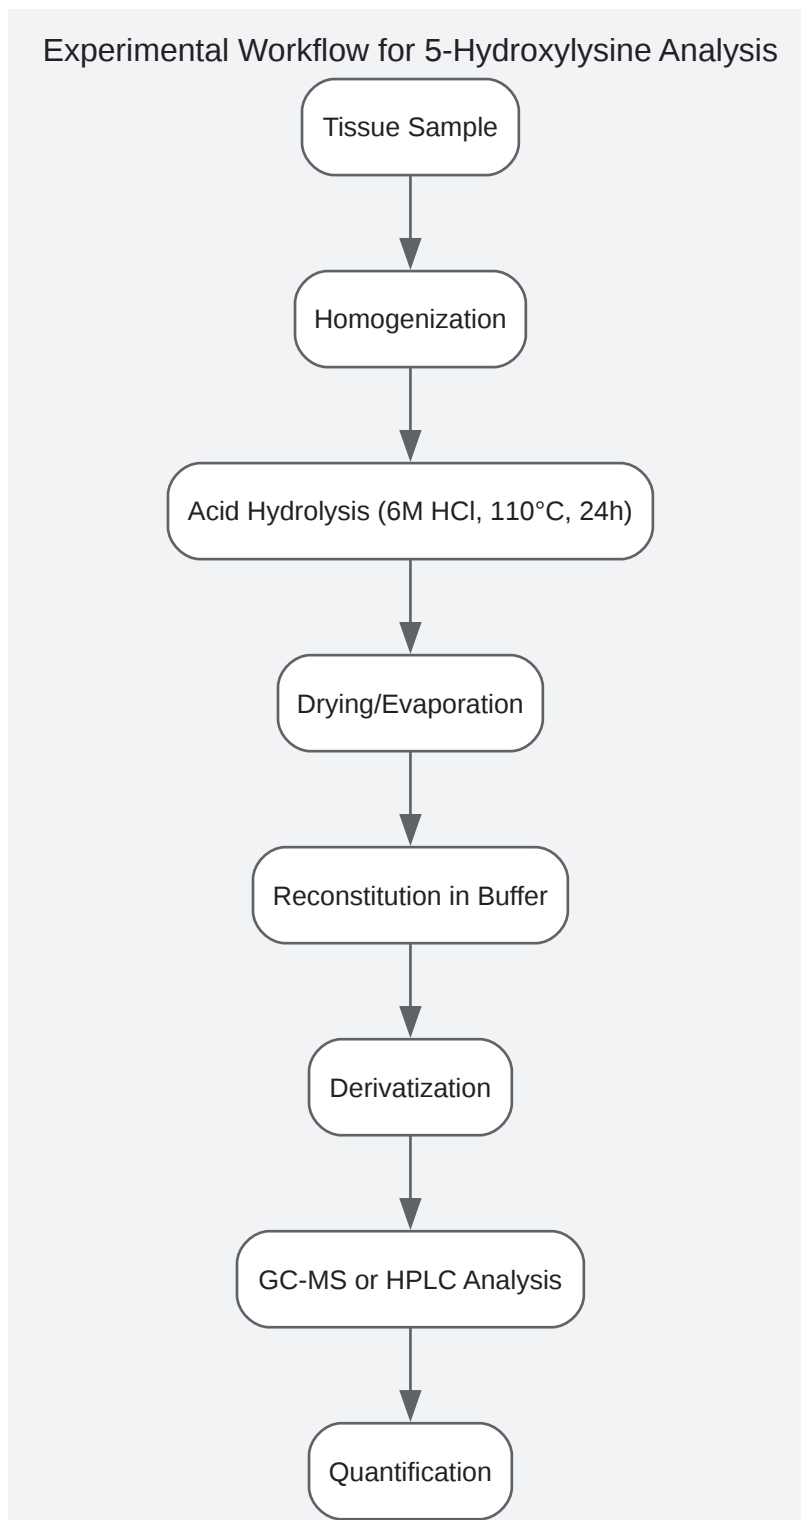 Experimental Workflow for 5-Hydroxylysine Analysis
Tissue Sample
Homogenization
Acid Hydrolysis (6M HCl, 110°C, 24h)
Drying/Evaporation
Reconstitution in Buffer
Derivatization
GC-MS or HPLC Analysis
Quantification